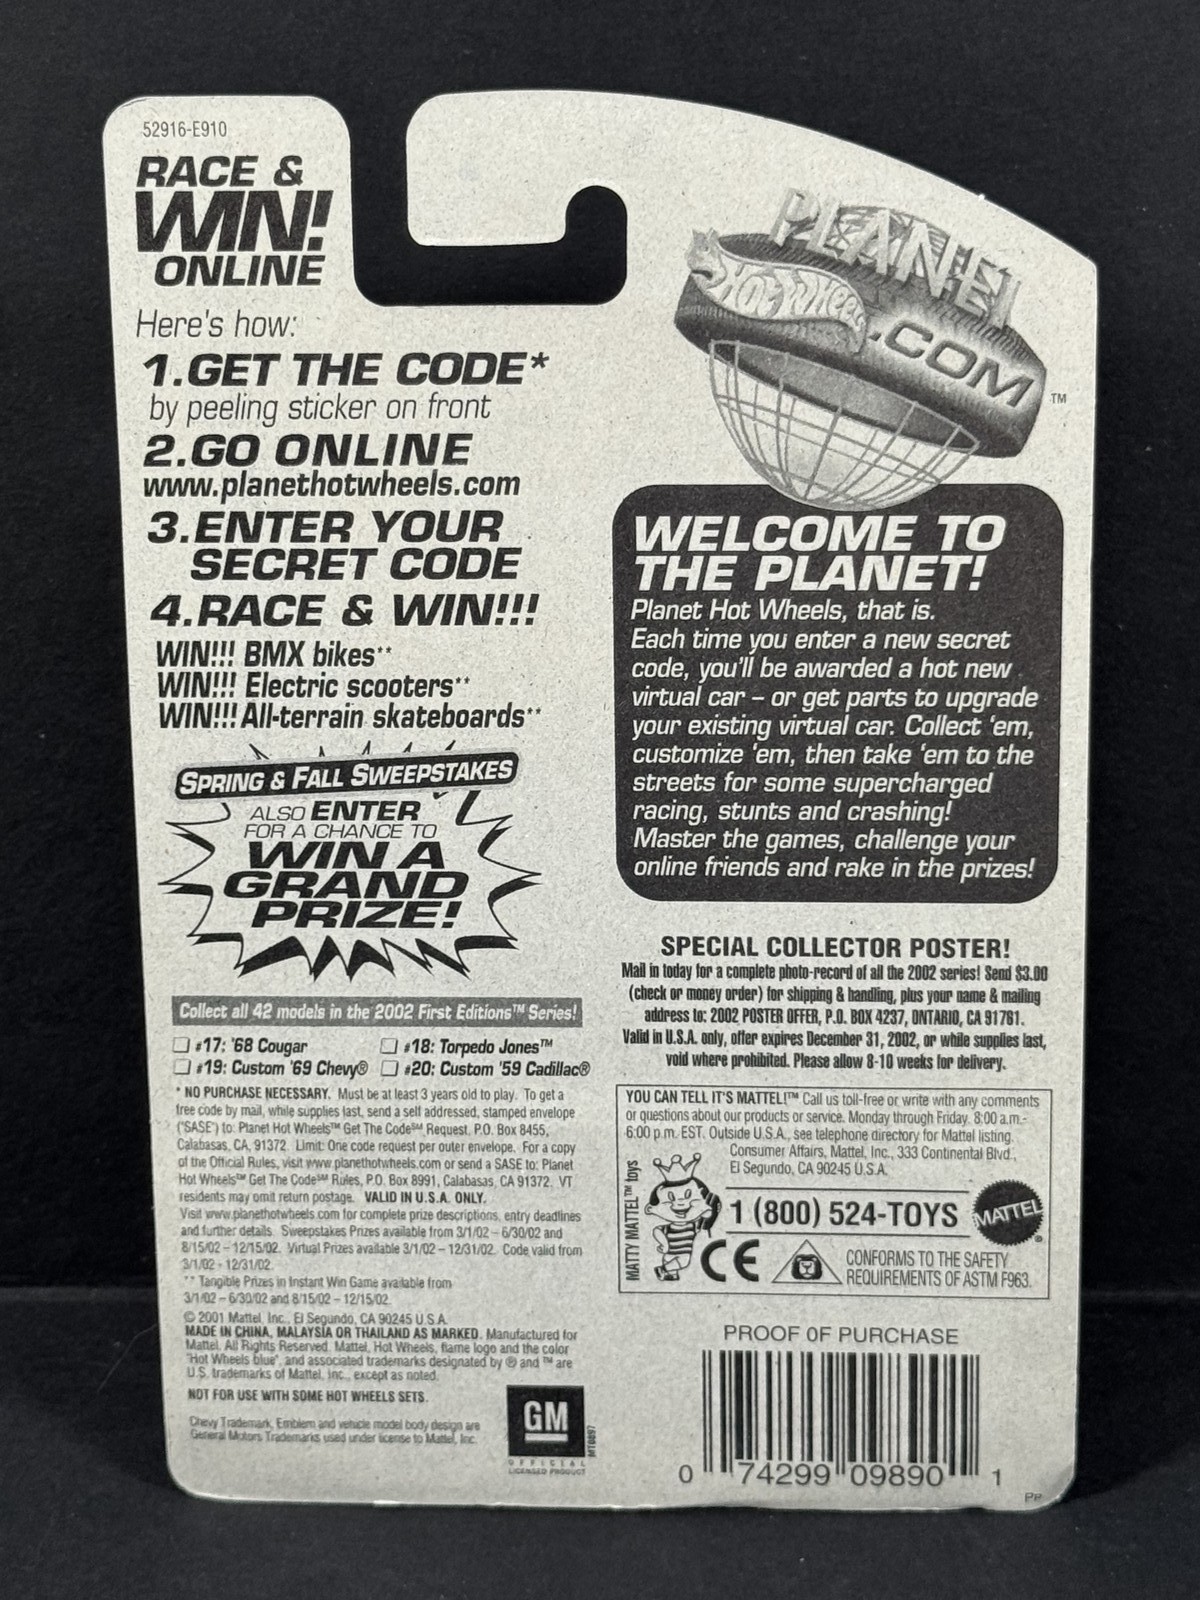 52916-E910
RACE &
WIN!
ONLINE
Here's how:
1.GET THE CODE*
by peeling sticker on front
2.GO ONLINE
www.planethotwheels.com
3.ENTER YOUR
SECRET CODE
4.RACE & WIN!!!
WIN!!! BMX bikes**
WIN!!! Electric scooters**
WIN!!! All-terrain skateboards**
SPRING & FALL SWEEPSTAKES
ALSO ENTER
FOR A CHANCE TO
WIN A
GRAND
PRIZE!
Collect all 42 models in the 2002 First Editions™ Series!
#17: '68 Cougar
#18: Torpedo Jones™
#19: Custom '69 Chevy®
#20: Custom '59 Cadillac®
* NO PURCHASE NECESSARY. Must be at least 3 years old to play. To get a
free code by mail, while supplies last, send a self addressed, stamped envelope
("SASE") to: Planet Hot Wheels™ Get The Code℠ Request, P.O. Box 8455,
Calabasas, CA, 91372. Limit: One code request per outer envelope. For a copy
of the Official Rules, visit www.planethotwheels.com or send a SASE to: Planet
Hot Wheels℠ Get The Code℠ Rules, P.O. Box 8991, Calabasas, CA 91372. VT
residents may omit return postage. VALID IN U.S.A. ONLY.
Visit www.planethotwheels.com for complete prize descriptions, entry deadlines
and further details. Sweepstakes Prizes available from 3/1/02 – 6/30/02 and
8/15/02 – 12/15/02. Virtual Prizes available 3/1/02 – 12/31/02. Code valid from
3/1/02 - 12/31/02.
** Tangible Prizes in Instant Win Game available from
3/1/02 – 6/30/02 and 8/15/02 – 12/15/02.
© 2001 Mattel, Inc., El Segundo, CA 90245 U.S.A.
MADE IN CHINA, MALAYSIA OR THAILAND AS MARKED. Manufactured for
Mattel. All Rights Reserved. Mattel, Hot Wheels, flame logo and the color
"Hot Wheels blue", and associated trademarks designated by ® and ™ are
U.S. trademarks of Mattel, Inc., except as noted.
NOT FOR USE WITH SOME HOT WHEELS SETS.
Chevy Trademark, Emblem and vehicle model body design are
General Motors Trademarks used under license to Mattel, Inc.
GM
OFFICIAL
LICENSED PRODUCT
MT0897
PLANET
Hot Wheels
.COM
™
WELCOME TO
THE PLANET!
Planet Hot Wheels, that is.
Each time you enter a new secret
code, you'll be awarded a hot new
virtual car – or get parts to upgrade
your existing virtual car. Collect 'em,
customize 'em, then take 'em to the
streets for some supercharged
racing, stunts and crashing!
Master the games, challenge your
online friends and rake in the prizes!
SPECIAL COLLECTOR POSTER!
Mail in today for a complete photo-record of all the 2002 series! Send $3.00
(check or money order) for shipping & handling, plus your name & mailing
address to: 2002 POSTER OFFER, P.O. BOX 4237, ONTARIO, CA 91761.
Valid in U.S.A. only, offer expires December 31, 2002, or while supplies last,
void where prohibited. Please allow 8-10 weeks for delivery.
YOU CAN TELL IT'S MATTEL!™ Call us toll-free or write with any comments
or questions about our products or service. Monday through Friday. 8:00 a.m.-
6:00 p.m. EST. Outside U.S.A., see telephone directory for Mattel listing.
Consumer Affairs, Mattel, Inc., 333 Continental Blvd.,
El Segundo, CA 90245 U.S.A.
MATTY MATTEL™ toys
1 (800) 524-TOYS
MATTEL®
CE
CONFORMS TO THE SAFETY
REQUIREMENTS OF ASTM F963.
PROOF OF PURCHASE
0 74299 09890 1
PP